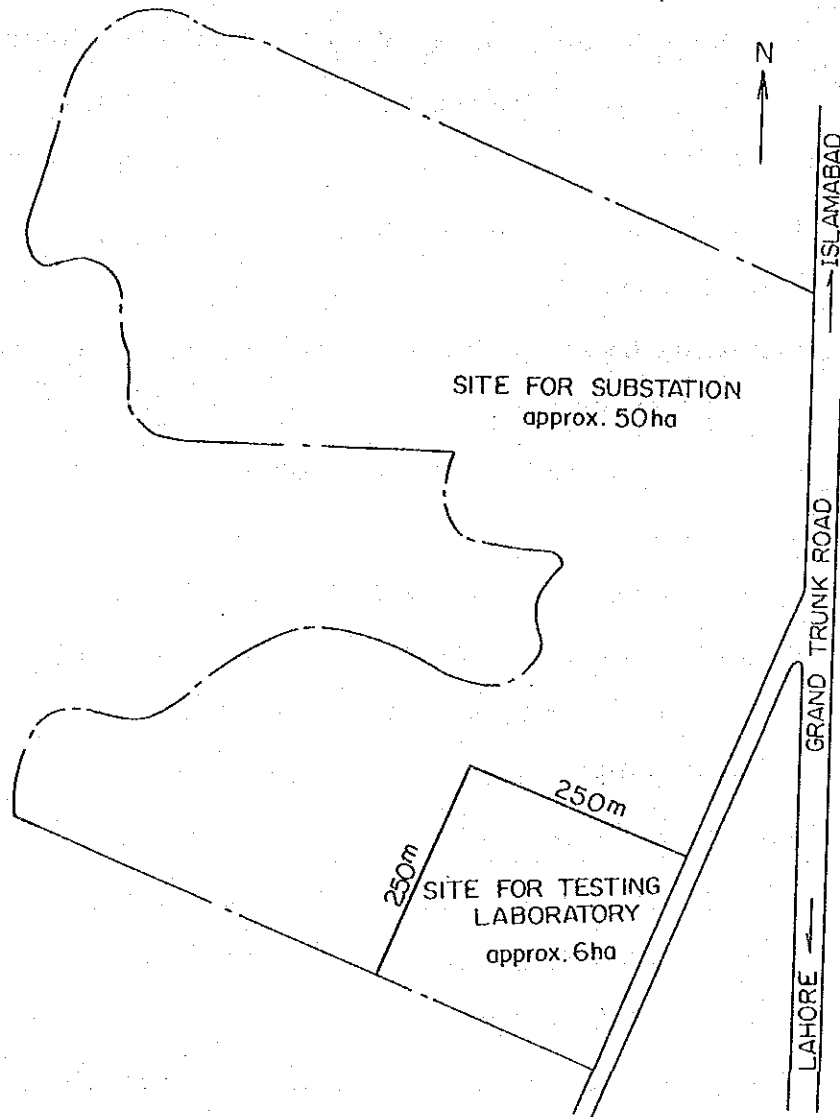 N
ISLAMABAD
SITE FOR SUBSTATION
approx. 50ha
GRAND TRUNK ROAD
250m
250m
SITE FOR TESTING
LABORATORY
approx. 6ha
LAHORE